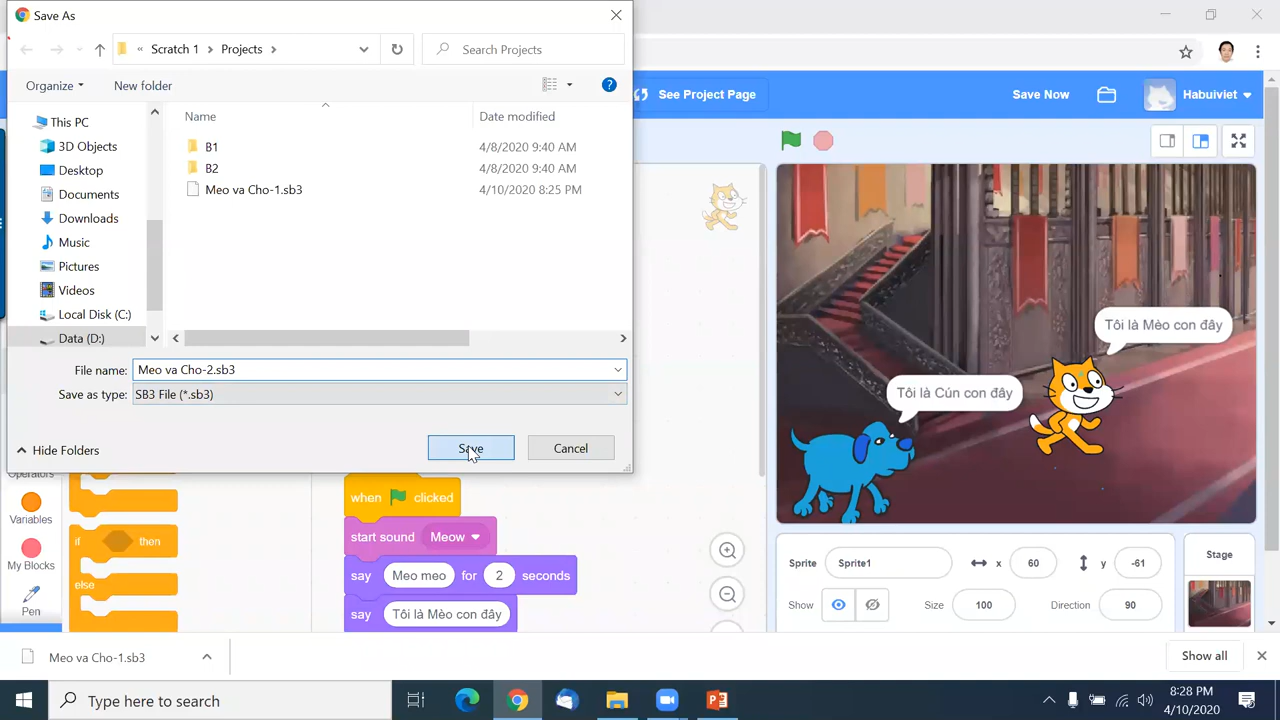 Save As
« Scratch 1 > Projects >
Search Projects
Organize
New folder
See Project Page
Save Now
Habuiviet
Name
Date modified
This PC
3D Objects
Desktop
Documents
Downloads
Music
Pictures
Videos
Local Disk (C:)
Data (D:)
B1
4/8/2020 9:40 AM
B2
4/8/2020 9:40 AM
Meo va Cho-1.sb3
4/10/2020 8:25 PM
File name:
Meo va Cho-2.sb3
Save as type:
SB3 File (*.sb3)
Hide Folders
Save
Cancel
Tôi là Mèo con đây
Tôi là Cún con đây
Operators
Variables
My Blocks
Pen
if then
else
when clicked
start sound Meow
say Meo meo for 2 seconds
say Tôi là Mèo con đây
Sprite
Sprite1
x
60
y
-61
Show
Size
100
Direction
90
Stage
Meo va Cho-1.sb3
Show all
Type here to search
8:28 PM
4/10/2020